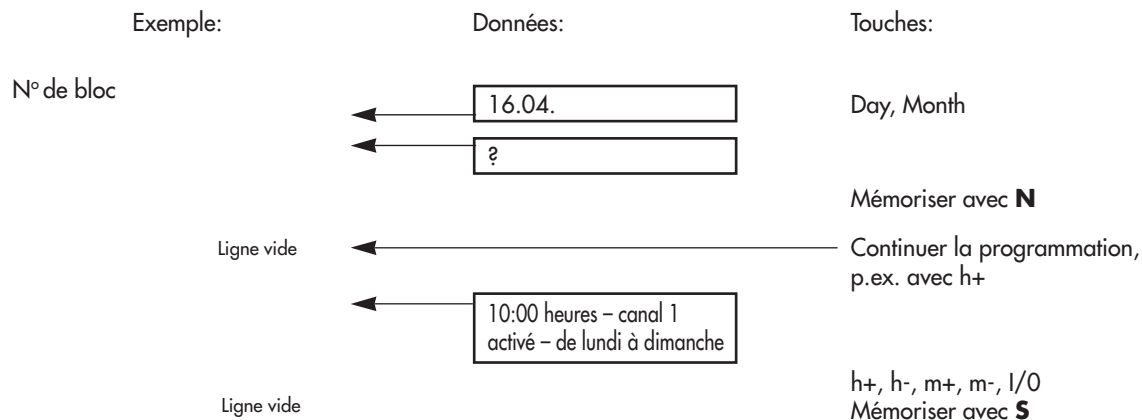 Exemple: Données: Touches:
Nº de bloc
16.04. Day, Month
?
Mémoriser avec N
Ligne vide Continuer la programmation,
p.ex. avec h+
10:00 heures – canal 1
activé – de lundi à dimanche
h+, h-, m+, m-, I/0
Ligne vide Mémoriser avec S